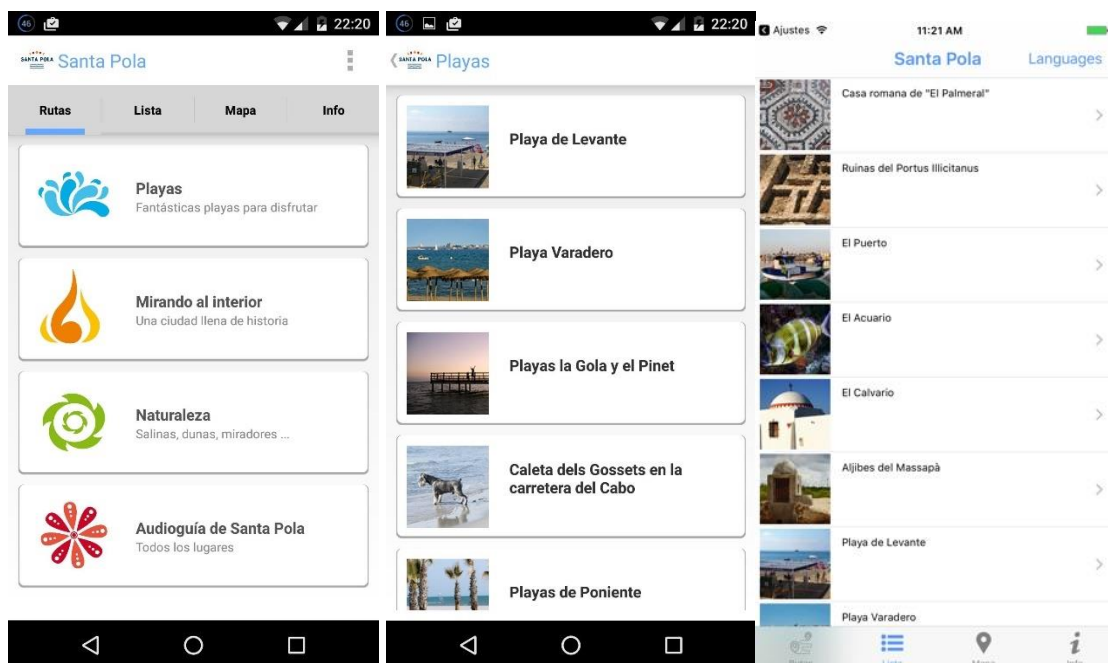 46
22:20
SANTA POLA
Santa Pola
Rutas
Lista
Mapa
Info
Playas
Fantásticas playas para disfrutar
Mirando al interior
Una ciudad llena de historia
Naturaleza
Salinas, dunas, miradores ...
Audioguía de Santa Pola
Todos los lugares
46
22:20
SANTA POLA
Playas
Playa de Levante
Playa Varadero
Playas la Gola y el Pinet
Caleta dels Gossets en la
carretera del Cabo
Playas de Poniente
Ajustes
11:21 AM
Santa Pola
Languages
Casa romana de "El Palmeral"
Ruinas del Portus Illicitanus
El Puerto
El Acuario
El Calvario
Aljibes del Massapà
Playa de Levante
Playa Varadero